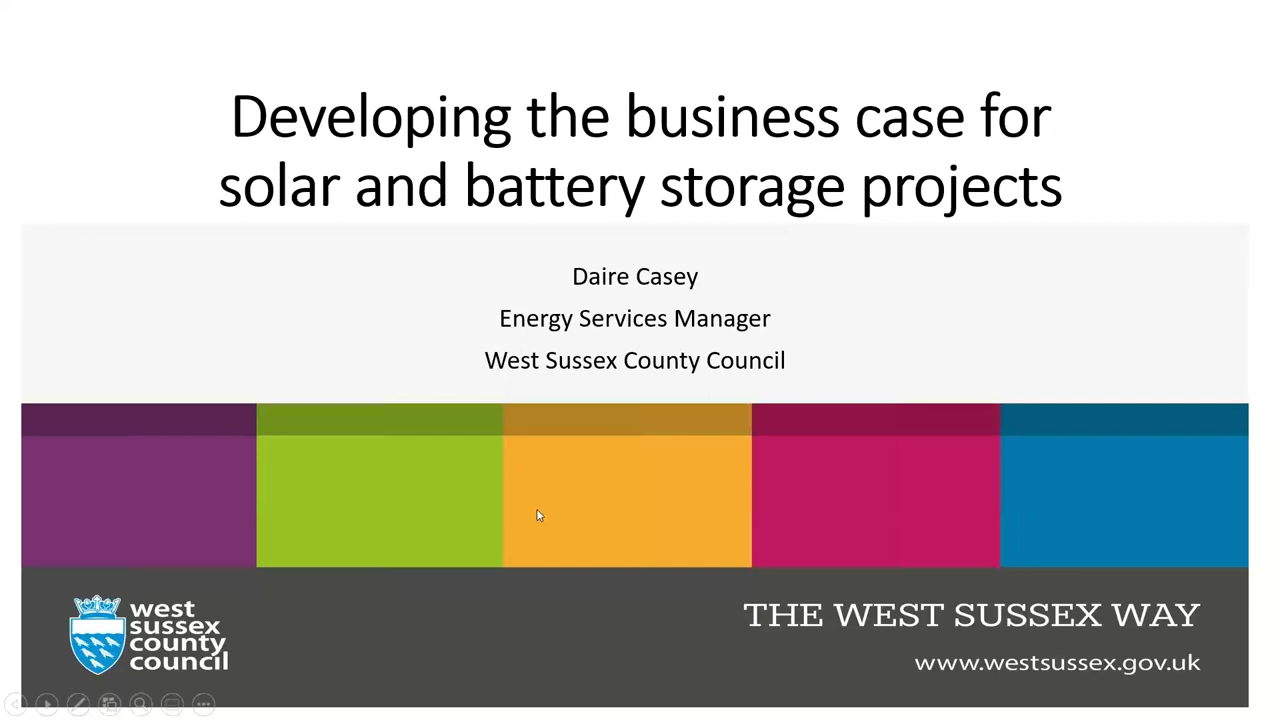 Developing the business case for
solar and battery storage projects
Daire Casey
Energy Services Manager
West Sussex County Council
west
sussex
county
council
THE WEST SUSSEX WAY
www.westsussex.gov.uk